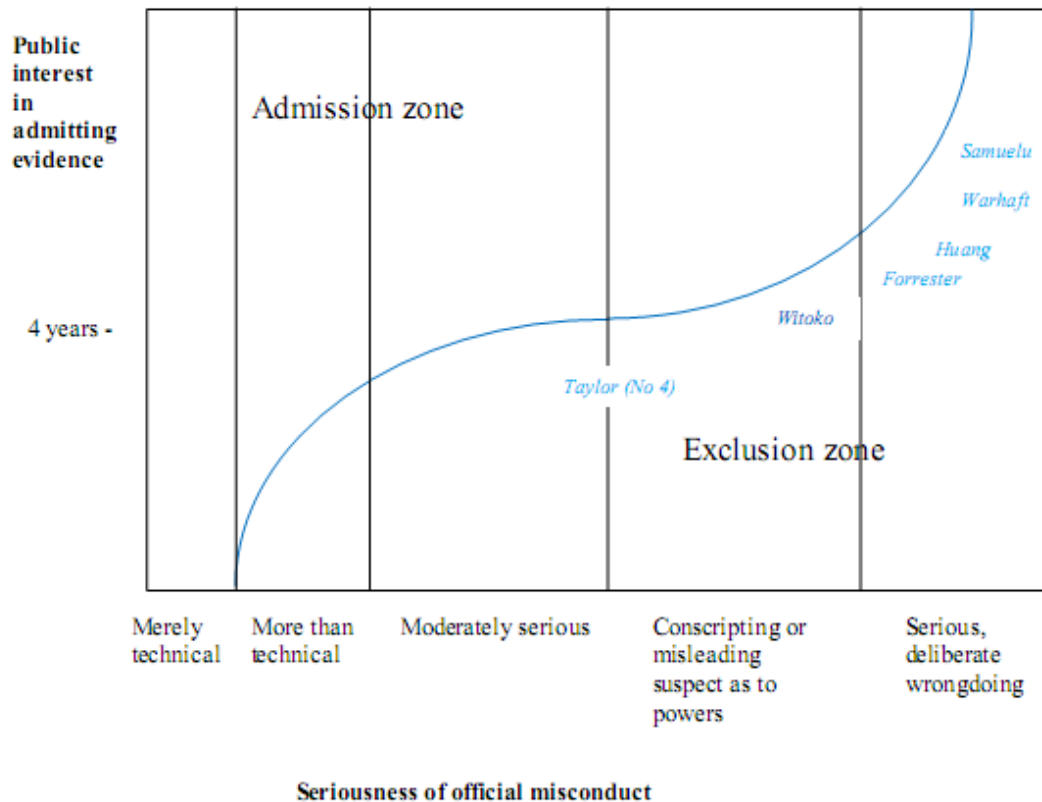 Public
interest
in
admitting
evidence
Admission zone
Samuelu
Warhaft
Huang
Forrester
4 years -
Witoko
Taylor (No 4)
Exclusion zone
Merely
technical
More than
technical
Moderately serious
Conscripting or
misleading
suspect as to
powers
Serious,
deliberate
wrongdoing
Seriousness of official misconduct